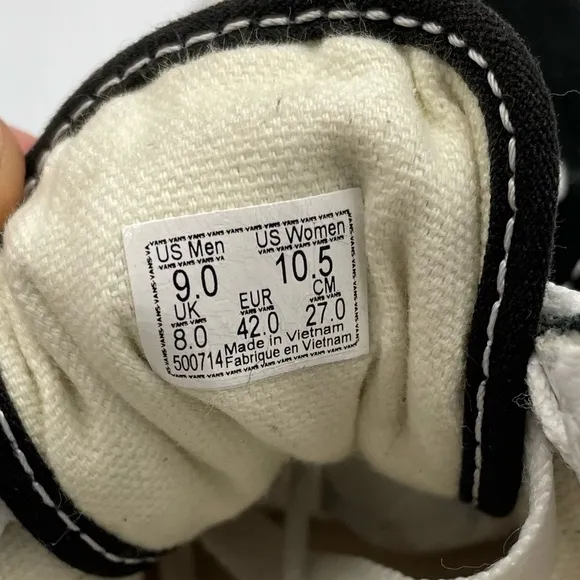 US Men US Women
9.0 10.5
UK EUR CM
8.0 42.0 27.0
500714 Made in Vietnam
Fabrique en Vietnam